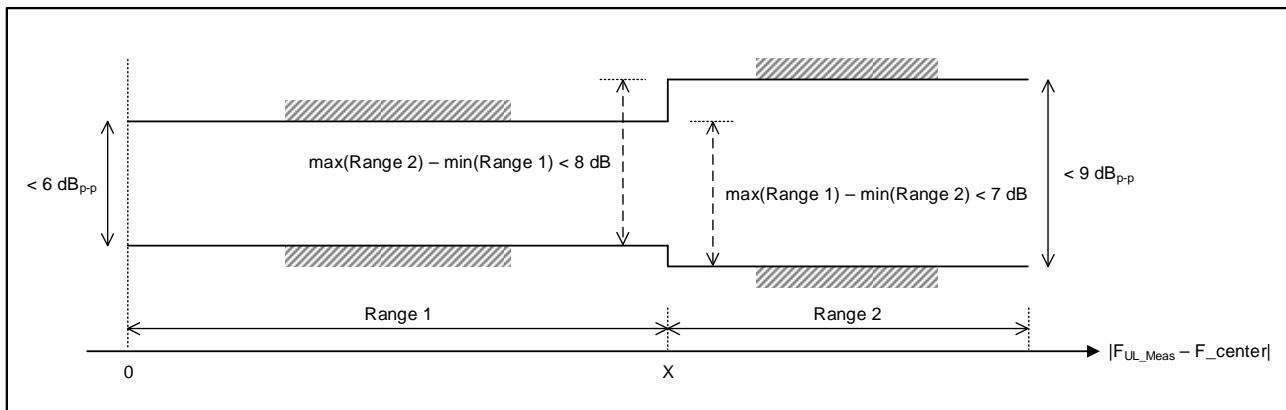 max(Range 2) – min(Range 1) < 8 dB
< 6 dBp-p
max(Range 1) – min(Range 2) < 7 dB
< 9 dBp-p
Range 1
Range 2
|FUL_Meas – F_center|
0
X